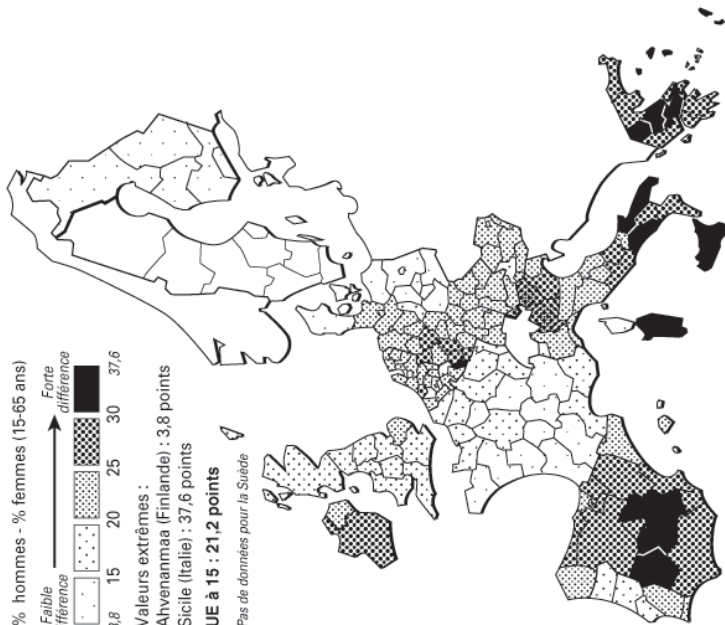 % hommes - % femmes (15-65 ans)
Faible
différence
Forte
différence
3,8 15 20 25 30 37,6
Valeurs extrêmes :
Ahvenanmaa (Finlande) : 3,8 points
Sicile (Italie) : 37,6 points
UE à 15 : 21,2 points
Pas de données pour la Suède